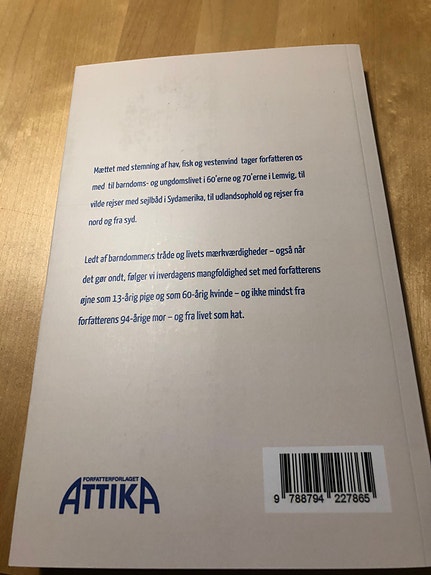 Mættet med stemning af hav, fisk og vestenvind tager forfatteren os
med til barndoms- og ungdomslivet i 60'erne og 70'erne i Lemvig, til
vilde rejser med sejlbåd i Sydamerika, til udlandsophold og rejser fra
nord og fra syd.
Ledt af barndommens tråde og livets mærkværdigheder – også når
det gør ondt, følger vi hverdagens mangfoldighed set med forfatterens
øjne som 13-årig pige og som 60-årig kvinde – og ikke mindst fra
forfatterens 94-årige mor – og fra livet som kat.
FORFATTERFORLAGET
ATTIKA
9 788794 227865